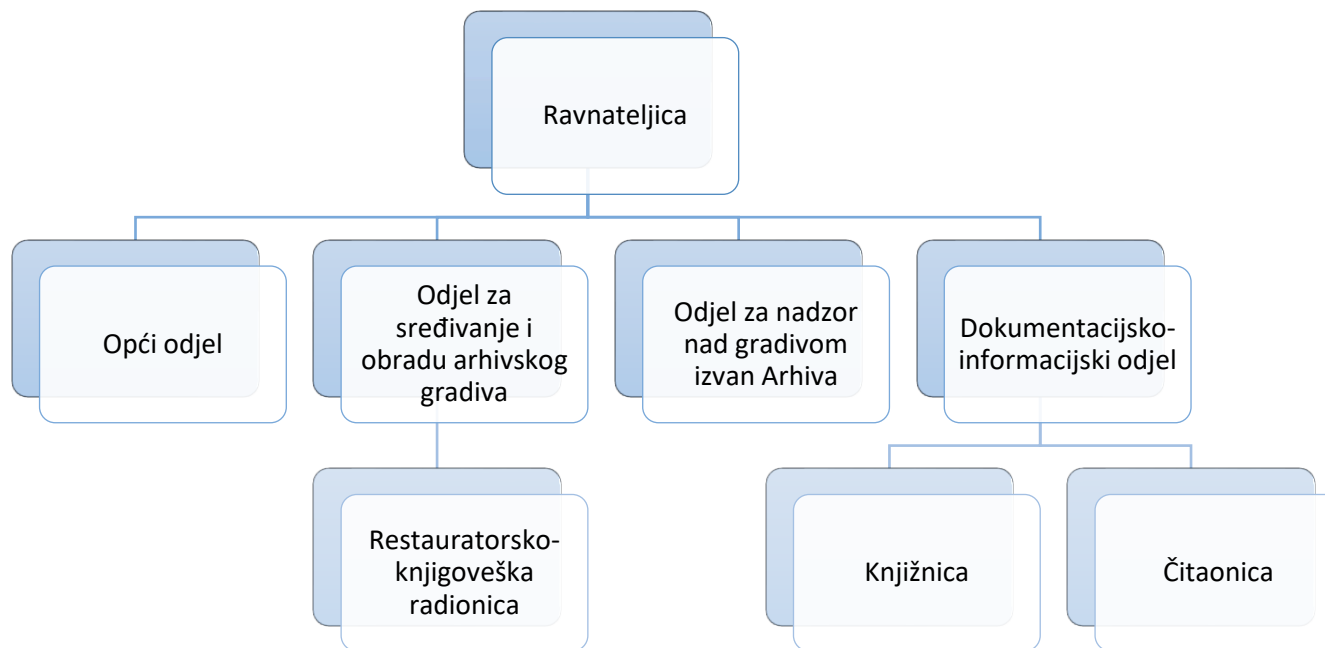 Ravnateljica
Opći odjel
Odjel za
sređivanje i
obradu arhivskog
gradiva
Odjel za nadzor
nad gradivom
izvan Arhiva
Dokumentacijsko-
informacijski odjel
Restauratorsko-
knjigoveška
radionica
Knjižnica
Čitaonica